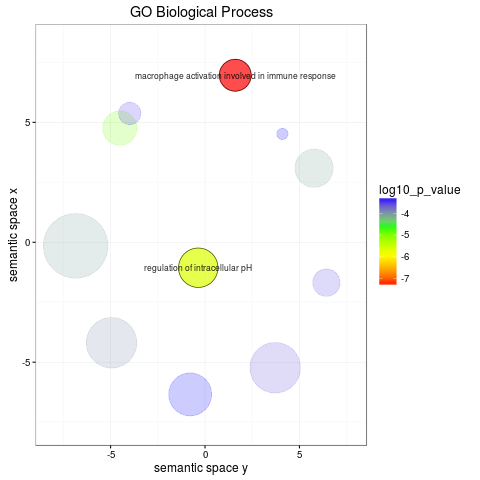 GO Biological Process
macrophage activation involved in immune response
regulation of intracellular pH
5
0
-5
-5
0
5
semantic space x
semantic space y
log10_p_value
-4
-5
-6
-7